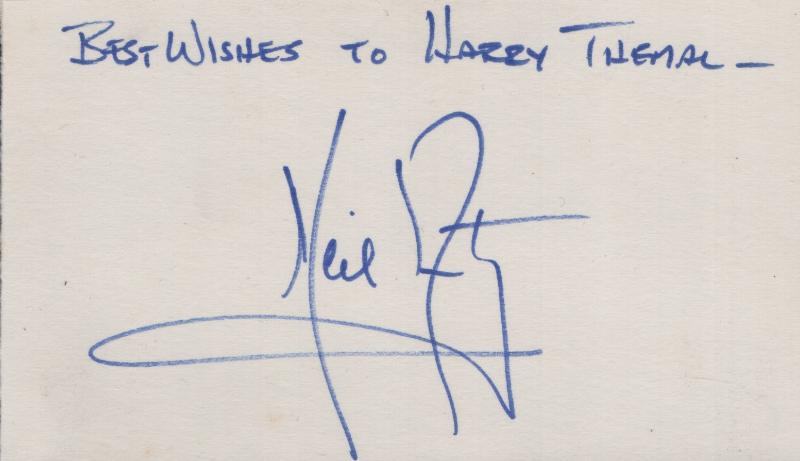 BEST WISHES TO HARRY THEMAL —
Neil